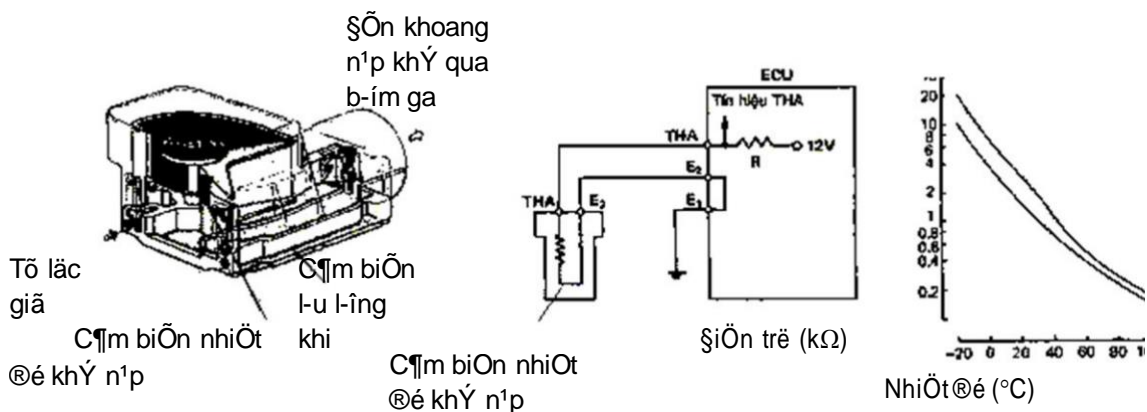 §Õn khoang
n¹p khÝ qua
b-ím ga
Tõ läc
giã
C¶m biÕn
l-u l-îng
khi
C¶m biÕn nhiÖt
®é khÝ n¹p
ECU
Tín hiệu THA
THA
12V
R
E₂
E₁
THA
E₂
C¶m biOn nhiOt
®é khÝ n¹p
§iÖn trë (kΩ)
20
10
8
6
4
2
1
0.8
0.6
0.4
0.2
-20 0 20 40 60 80
NhiÖt ®é (°C)